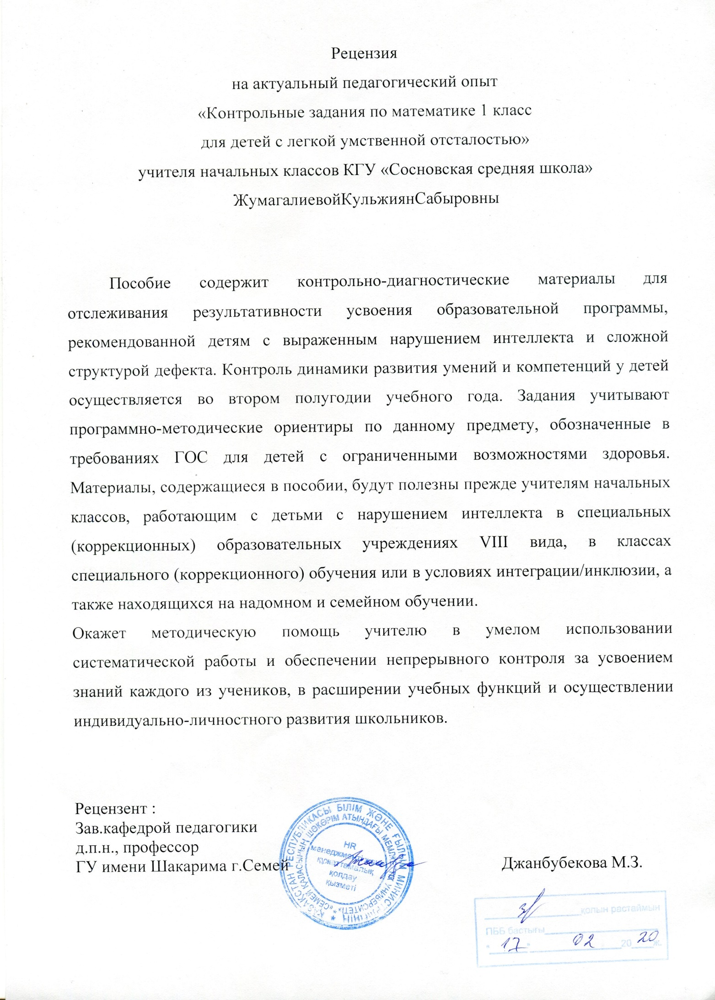 Рецензия
на актуальный педагогический опыт
«Контрольные задания по математике 1 класс
для детей с легкой умственной отсталостью»
учителя начальных классов КГУ «Сосновская средняя школа»
ЖумагалиевойКульжиянСабыровны
Пособие содержит контрольно-диагностические материалы для
отслеживания результативности усвоения образовательной программы,
рекомендованной детям с выраженным нарушением интеллекта и сложной
структурой дефекта. Контроль динамики развития умений и компетенций у детей
осуществляется во втором полугодии учебного года. Задания учитывают
программно-методические ориентиры по данному предмету, обозначенные в
требованиях ГОС для детей с ограниченными возможностями здоровья.
Материалы, содержащиеся в пособии, будут полезны прежде учителям начальных
классов, работающим с детьми с нарушением интеллекта в специальных
(коррекционных) образовательных учреждениях VIII вида, в классах
специального (коррекционного) обучения или в условиях интеграции/инклюзии, а
также находящихся на надомном и семейном обучении.
Окажет методическую помощь учителю в умелом использовании
систематической работы и обеспечении непрерывного контроля за усвоением
знаний каждого из учеников, в расширении учебных функций и осуществлении
индивидуально-личностного развития школьников.
Рецензент :
Зав.кафедрой педагогики
д.п.н., профессор
ГУ имени Шакарима г.Семей
Джанбубекова М.З.
ҚАЗАҚСТАН РЕСПУБЛИКАСЫ БІЛІМ ЖӘНЕ ҒЫЛЫМ МИНИСТРЛІГІНІҢ
«СЕМЕЙ ҚАЛАСЫНЫҢ ШӘКӘРІМ АТЫНДАҒЫ МЕМЛЕКЕТТІК УНИВЕРСИТЕТІ»
HR
менеджменті және
құжаттамалық
қолдау
қызметі
қолын растаймын
ПББ бастығы
«17» 02 2020 ж.